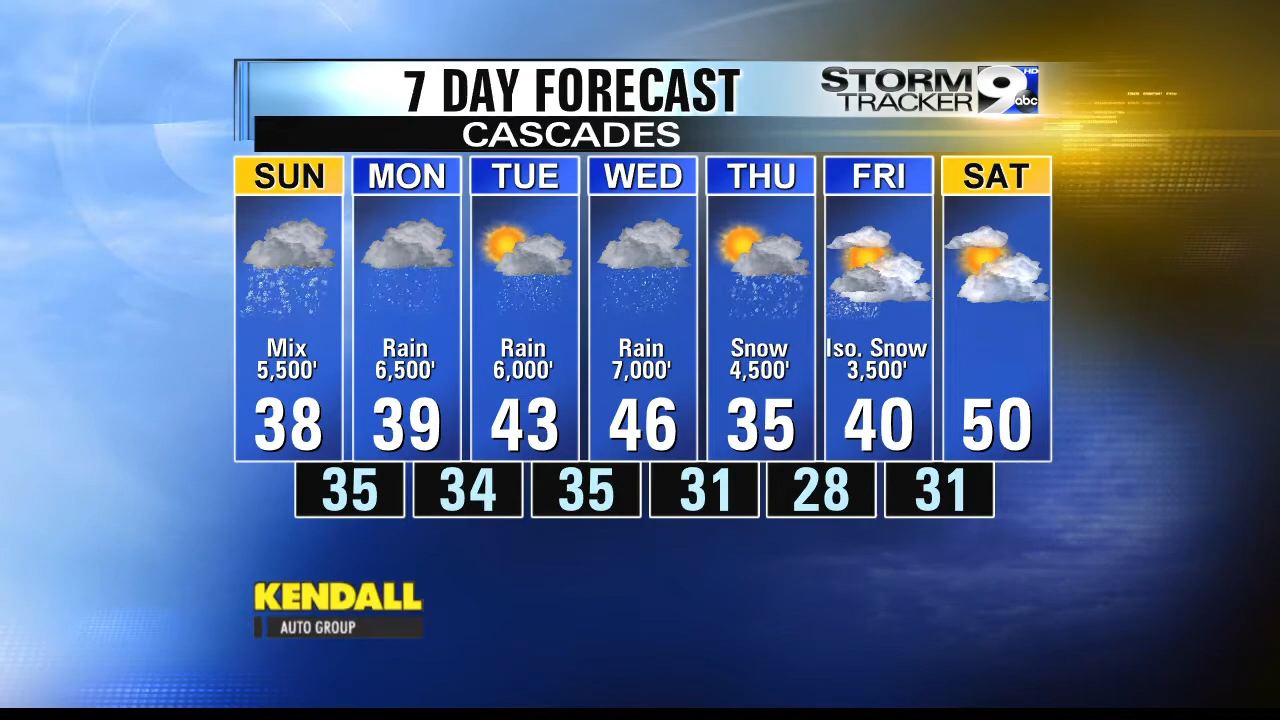 7 DAY FORECAST
STORM TRACKER 9 HD abc
CASCADES
SUN MON TUE WED THU FRI SAT
Mix Rain Rain Rain Snow Iso. Snow
5,500' 6,500' 6,000' 7,000' 4,500' 3,500'
38 39 43 46 35 40 50
35 34 35 31 28 31
KENDALL
AUTO GROUP